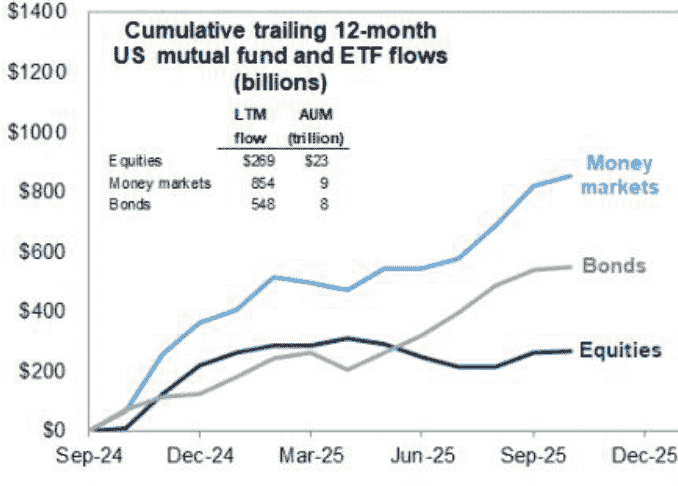 $1400
Cumulative trailing 12-month
US mutual fund and ETF flows
(billions)
$1200
LTM AUM
flow (trillion)
$1000
Equities $269 $23
Money markets 854 9
Bonds 548 8
Money
markets
$800
$600
Bonds
$400
Equities
$200
$0
Sep-24 Dec-24 Mar-25 Jun-25 Sep-25 Dec-25